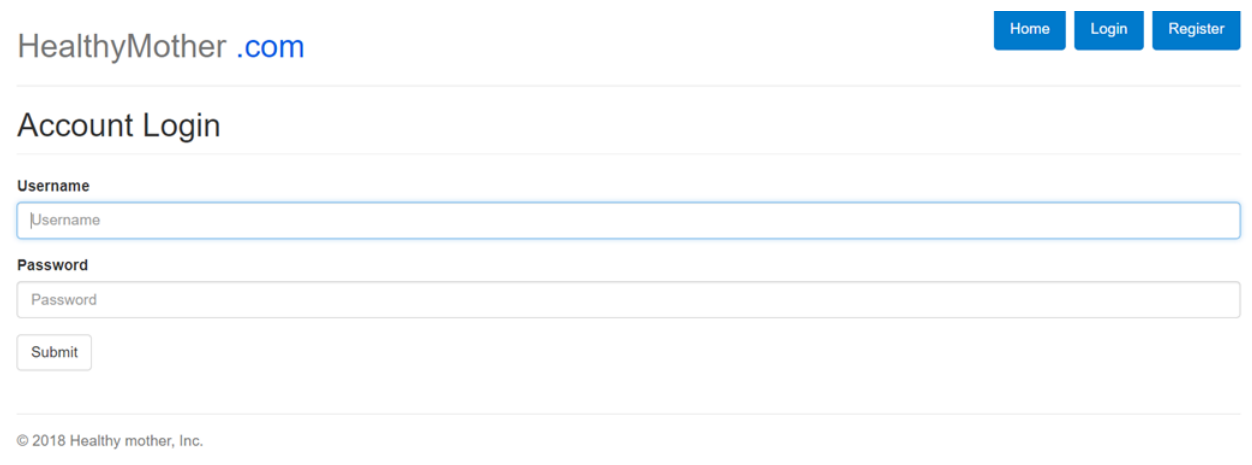 HealthyMother .com
Home Login Register
Account Login
Username
Username
Password
Password
Submit
© 2018 Healthy mother, Inc.